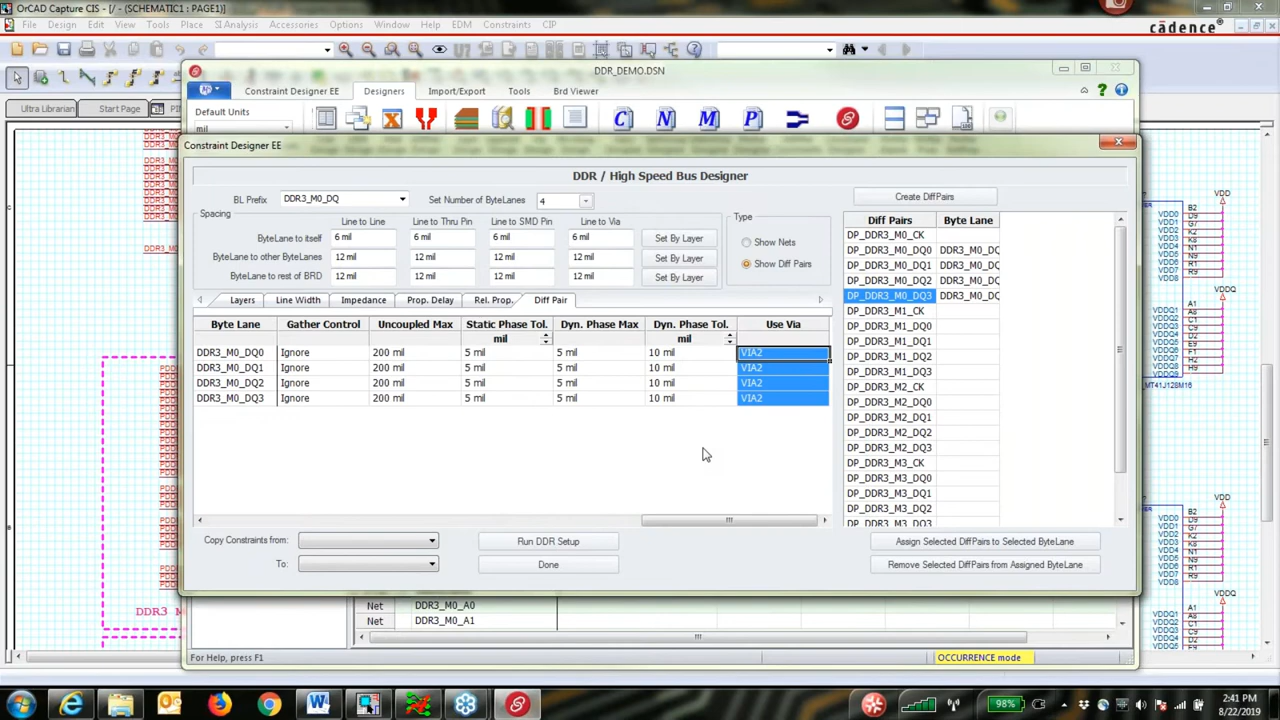 OrCAD Capture CIS - [/ - (SCHEMATIC1 : PAGE1)]
File Design Edit View Tools Place SI Analysis Accessories Options Window Help EDM Constraints CIP
cādence®
Ultra Librarian Start Page
DDR_DEMO.DSN
Constraint Designer EE Designers Import/Export Tools Brd Viewer
Default Units
mil
C N M P
Constraint Designer EE
DDR / High Speed Bus Designer
BL Prefix DDR3_M0_DQ Set Number of ByteLanes 4
Create DiffPairs
Spacing
Line to Line Line to Thru Pin Line to SMD Pin Line to Via
ByteLane to itself 6 mil 6 mil 6 mil 6 mil Set By Layer
ByteLane to other ByteLanes 12 mil 12 mil 12 mil 12 mil Set By Layer
ByteLane to rest of BRD 12 mil 12 mil 12 mil 12 mil Set By Layer
Type
Show Nets
Show Diff Pairs
Layers Line Width Impedance Prop. Delay Rel. Prop. Diff Pair
Byte Lane Gather Control Uncoupled Max Static Phase Tol. Dyn. Phase Max Dyn. Phase Tol. Use Via
mil mil
DDR3_M0_DQ0 Ignore 200 mil 5 mil 5 mil 10 mil VIA2
DDR3_M0_DQ1 Ignore 200 mil 5 mil 5 mil 10 mil VIA2
DDR3_M0_DQ2 Ignore 200 mil 5 mil 5 mil 10 mil VIA2
DDR3_M0_DQ3 Ignore 200 mil 5 mil 5 mil 10 mil VIA2
Diff Pairs Byte Lane
DP_DDR3_M0_CK
DP_DDR3_M0_DQ0 DDR3_M0_DQ
DP_DDR3_M0_DQ1 DDR3_M0_DQ
DP_DDR3_M0_DQ2 DDR3_M0_DQ
DP_DDR3_M0_DQ3 DDR3_M0_DQ
DP_DDR3_M1_CK
DP_DDR3_M1_DQ0
DP_DDR3_M1_DQ1
DP_DDR3_M1_DQ2
DP_DDR3_M1_DQ3
DP_DDR3_M2_CK
DP_DDR3_M2_DQ0
DP_DDR3_M2_DQ1
DP_DDR3_M2_DQ2
DP_DDR3_M2_DQ3
DP_DDR3_M3_CK
DP_DDR3_M3_DQ0
DP_DDR3_M3_DQ1
DP_DDR3_M3_DQ2
DP_DDR3_M3_DQ3
Copy Constraints from: Run DDR Setup
To: Done
Assign Selected DiffPairs to Selected ByteLane
Remove Selected DiffPairs from Assigned ByteLane
Net DDR3_M0_A0
Net DDR3_M0_A1
For Help, press F1
OCCURRENCE mode
DDR3 M
VDD
VDDQ
MT41J128M16
98%
2:41 PM
8/22/2019